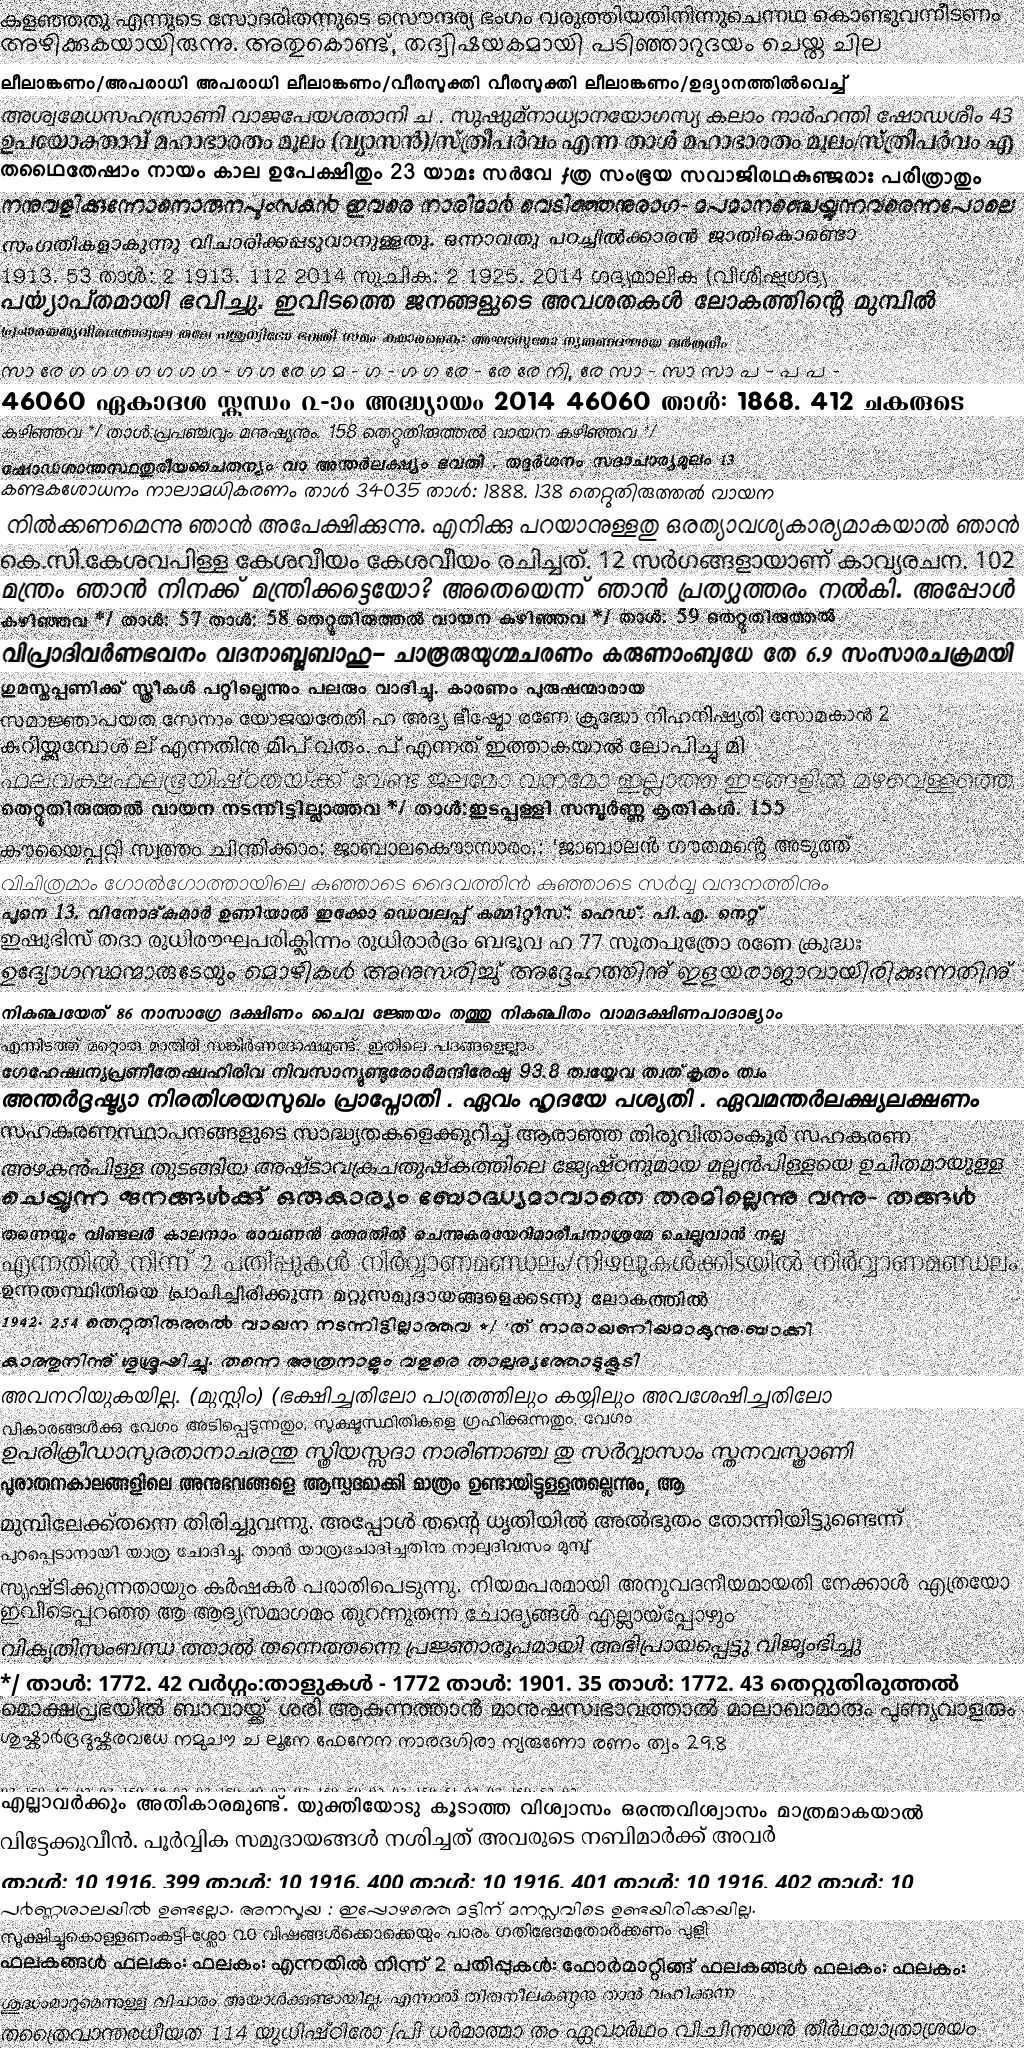 കളഞ്ഞതു എന്നുടെ സോദരിതന്നുടെ സൌന്ദര്യ ഭംഗം വരുത്തിയതിനിന്നുചെന്നഥ കൊണ്ടുവന്നീടണം
അഴിക്കുകയായിരുന്നു. അതുകൊണ്ട്, തദ്വിഷയകമായി പടിഞ്ഞാറുദയം ചെയ്ത ചില
ലീലാങ്കണം/അപരാധി അപരാധി ലീലാങ്കണം/വീരസൂക്തി വീരസൂക്തി ലീലാങ്കണം/ഉദ്യാനത്തിൽവെച്ച്
അശ്വമേധസഹസ്രാണി വാജപേയശതാനി ച . സുഷുമ്നാധ്യാനയോഗസ്യ കലാം നാർഹന്തി ഷോഡശീം 43
ഉപയോക്താവ് മഹാഭാരതം മൂലം (വ്യാസൻ)/സ്ത്രീപർവം എന്ന താൾ മഹാഭാരതം മൂലം/സ്ത്രീപർവം എ
തഥൈതേഷാം നായം കാല ഉപേക്ഷിതും 23 യാമഃ സർവേ ഽത്ര സംഭൂയ സവാജിരഥകുഞ്ജരാഃ പരിത്രാതും
നനുവളിക്കുന്നോനൊരുനപുംസകൻ ഇവരെ നാരിമാർ വെടിഞ്ഞനുരാഗ- മപമാനഞ്ചെയ്യുന്നവരെന്നപോലെ
സംഗതികളാകുന്നു വിചാരിക്കപ്പടുവാനുള്ളതു. ഒന്നാവതു പറച്ചിൽക്കാരൻ ജാതികൊണ്ടൊ
1913. 53 താൾ: 2 1913. 112 2014 സൂചിക: 2 1925. 2014 ഗദ്യമാലിക (വിശിഷ്ടഗദ്യ
പയ്യാപ്തമായി ഭവിച്ചു. ഇവിടത്തെ ജനങ്ങളുടെ അവശതകൾ ലോകത്തിന്റെ മുമ്പിൽ
സാ രേ ഗ ഗ ഗ ഗ ഗ ഗ ഗ - ഗ ഗ രേ ഗ മ - ഗ - ഗ ഗ രേ - രേ രേ നി, രേ സാ - സാ സാ പ - പ പ -
46060 ഏകാദശ സ്കന്ധം ൨-ാം അദ്ധ്യായം 2014 46060 താൾ: 1868. 412 ചകരുടെ
കഴിഞ്ഞവ */ താൾ:പ്രപഞ്ചവും മനുഷ്യനും. 158 തെറ്റുതിരുത്തൽ വായന കഴിഞ്ഞവ */
ഷോഡശാന്തസ്ഥതുരീയചൈതന്യം വാ അന്തർലക്ഷ്യം ഭവതി . തദ്ദർശനം സദാചാര്യമൂലം 13
കണ്ടകശോധനം നാലാമധികരണം താൾ 34-035 താൾ: 1888. 138 തെറ്റുതിരുത്തൽ വായന
നിൽക്കണമെന്നു ഞാൻ അപേക്ഷിക്കുന്നു. എനിക്കു പറയാനുള്ളതു ഒരത്യാവശ്യകാര്യമാകയാൽ ഞാൻ
കെ.സി.കേശവപിള്ള കേശവീയം കേശവീയം രചിച്ചത്. 12 സർഗങ്ങളായാണ് കാവ്യരചന. 102
മന്ത്രം ഞാൻ നിനക്ക് മന്ത്രിക്കട്ടെയോ? അതെയെന്ന് ഞാൻ പ്രത്യുത്തരം നൽകി. അപ്പോൾ
കഴിഞ്ഞവ */ താൾ: 57 താൾ: 58 തെറ്റുതിരുത്തൽ വായന കഴിഞ്ഞവ */ താൾ: 59 തെറ്റുതിരുത്തൽ
വിപ്രാദിവർണഭവനം വദനാബ്ജബാഹു- ചാരൂരുയുഗ്മചരണം കരുണാംബുധേ തേ 6.9 സംസാരചക്രമയി
ഗുമസ്തപ്പണിക്ക് സ്ത്രീകൾ പറ്റില്ലെന്നും പലരും വാദിച്ചു. കാരണം പുരുഷന്മാരായ
സമാജ്ഞാപയത സേനാം യോജയതേതി ഹ അദ്യ ഭീഷ്മോ രണേ ക്രുദ്ധോ നിഹനിഷ്യതി സോമകാൻ 2
കുറിയ്ക്കുമ്പോൾ ല് എന്നതിനു മിപ് വരും. പ് എന്നത് ഇത്താകയാൽ ലോപിച്ചു മി
ഫലവൃക്ഷഫലഭൂയിഷ്ഠതയ്ക്ക് വേണ്ട ജലമോ വനമോ ഇല്ലാത്ത ഇടങ്ങളിൽ മഴവെള്ളത്തെ
തെറ്റുതിരുത്തൽ വായന നടന്നിട്ടില്ലാത്തവ */ താൾ:ഇടപ്പള്ളി സമ്പൂർണ്ണ കൃതികൾ. 155
കൗയൈപ്പറ്റി സ്വത്തം ചിന്തിക്കാം: ജാബാലകൌസാരം.: 'ജാബാലൻ ഗൗതമന്റെ അടുത്ത്
വിചിത്രമാം ഗോൽഗോത്തായിലെ കുഞ്ഞാടെ ദൈവത്തിൻ കുഞ്ഞാടെ സർവ്വ വന്ദനത്തിനും
പൂനെ 13. വിനോദ്കുമാർ ഉണിയാൽ ഇക്കോ ഡെവലപ്പ് കമ്മിറ്റീസ്: ഹെഡ്. പി.എ. നെറ്റ്
ഇഷുഭിസ് തദാ രുധിരൗഘപരിക്ലിന്നം രുധിരാർദ്രം ബഭൂവ ഹ 77 സൂതപുത്രോ രണേ ക്രുദ്ധഃ
ഉദ്യോഗസ്ഥന്മാരുടേയും മൊഴികൾ അനുസരിച്ച് അദ്ദേഹത്തിനു് ഇളയരാജാവായിരിക്കുന്നതിനു്
നികുഞ്ചയേത് 86 നാസാഗ്രേ ദക്ഷിണം ചൈവ ജ്ഞേയം തത്തു നികുഞ്ചിതം വാമദക്ഷിണപാദാഭ്യാം
എന്നിടത്ത് മറ്റൊരു മാതിരി സങ്കീർണദോഷമുണ്ട്. ഇതിലെ പദങ്ങളെല്ലാം
ഗേഹേഷ്വന്യപ്രണീതേഷ്വഹിരിവ നിവസാന്യുണ്ടുരോർമന്ദിരേഷു 93.8 ത്വയ്യേവ ത്വത്കൃതം ത്വം
അന്തർദൃഷ്ട്യാ നിരതിശയസുഖം പ്രാപ്നോതി . ഏവം ഹൃദയേ പശ്യതി . ഏവമന്തർലക്ഷ്യലക്ഷണം
സഹകരണസ്ഥാപനങ്ങളുടെ സാദ്ധ്യതകളെക്കുറിച്ച് ആരാഞ്ഞ തിരുവിതാംകൂർ സഹകരണ
അഴകൻപിള്ള തുടങ്ങിയ അഷ്ടാവക്രചതുഷ്കത്തിലെ ജ്യേഷ്ഠനുമായ മല്ലൻപിള്ളയെ ഉചിതമായുള്ള
ചെയ്യുന്ന ജനങ്ങൾക്ക് ഒരുകാര്യം ബോദ്ധ്യമാവാതെ തരമില്ലെന്നു വന്നു- തങ്ങൾ
തന്നെയും വിണ്ടലർ കാലനാം രാവണൻ തേരതിൽ ചെന്നുകരയേറിമാരീചനാശ്രമേ ചെല്ലുവാൻ നല്ല
എന്നതിൽ നിന്ന് 2 പതിപ്പുകൾ നിർവ്വാണമണ്ഡലം/നിഴലുകൾക്കിടയിൽ നിർവ്വാണമണ്ഡലം
ഉന്നതസ്ഥിതിയെ പ്രാപിച്ചിരിക്കുന്ന മറ്റുസമുദായങ്ങളെക്കടന്നു ലോകത്തിൽ
1942. 254 തെറ്റുതിരുത്തൽ വായന നടന്നിട്ടില്ലാത്തവ */ 'ത് നാരായണിയമാകുന്നു.ബാക്കി
കാത്തുനിന്ന് ശുശ്രൂഷിച്ചു. തന്നെ അത്രനാളും വളരെ താല്പര്യത്തോടുകൂടി
അവനറിയുകയില്ല. (മുസ്ലിം) (ഭക്ഷിച്ചതിലോ പാത്രത്തിലും കയ്യിലും അവശേഷിച്ചതിലോ
വികാരങ്ങൾക്കു വേഗം അടിപ്പെടുന്നതും, സൂക്ഷ്മസ്ഥിതികളെ ഗ്രഹിക്കുന്നതും, വേഗം
ഉപരിക്രീഡാസുരതാനാചരന്തു സ്ത്രിയസ്സദാ നാരീണാഞ്ച തു സർവ്വാസാം സ്തനവസ്ത്രാണി
പുരാതനകാലങ്ങളിലെ അനുഭവങ്ങളെ ആസ്പദമാക്കി മാത്രം ഉണ്ടായിട്ടുള്ളതല്ലെന്നും, ആ
മുമ്പിലേക്ക്തന്നെ തിരിച്ചുവന്നു. അപ്പോൾ തന്റെ ധൃതിയിൽ അൽഭുതം തോന്നിയിട്ടുണ്ടെന്ന്
പുറപ്പെടാനായി യാത്ര ചോദിച്ചു. താൻ യാത്രചോദിച്ചതിനു നാലുദിവസം മുമ്പ്
സൃഷ്ടിക്കുന്നതായും കർഷകർ പരാതിപെടുന്നു. നിയമപരമായി അനുവദനീയമായതി നേക്കാൾ എത്രയോ
ഇവിടെപ്പറഞ്ഞ ആ ആദ്യസമാഗമം തുറന്നുതന്ന ചോദ്യങ്ങൾ എല്ലായ്പ്പോഴും
വികൃതിസംബന്ധ ത്താൽ തന്നെത്തന്നെ പ്രജ്ഞാരൂപമായി അഭിപ്രായപ്പെട്ടു വിജൃംഭിച്ചു
*/ താൾ: 1772. 42 വർഗ്ഗം:താളുകൾ - 1772 താൾ: 1901. 35 താൾ: 1772. 43 തെറ്റുതിരുത്തൽ
മൊക്ഷപ്രഭയിൽ ബാവായ്ക്ക് ശരി ആകുന്നത്താൻ മാനുഷസ്വഭാവത്താൽ മാലാഖാമാരും പുണ്യവാളരും
ശുഷ്കാർദ്രദുഷ്കരവധേ നമുചൗ ച ലൂനേ ഫേനേന നാരദഗിരാ ന്യരുണോ രണം ത്വം 29.8
എല്ലാവർക്കും അതികാരമുണ്ട്. യുക്തിയോടു കൂടാത്ത വിശ്വാസം ഒരന്തവിശ്വാസം മാത്രമാകയാൽ
വിട്ടേക്കുവീൻ. പൂർവ്വിക സമുദായങ്ങൾ നശിച്ചത് അവരുടെ നബിമാർക്ക് അവർ
താൾ: 10 1916. 399 താൾ: 10 1916. 400 താൾ: 10 1916. 401 താൾ: 10 1916. 402 താൾ: 10
പർണ്ണശാലയിൽ ഉണ്ടല്ലോ. അനസൂയ : ഇപ്പോഴത്തെ മട്ടിന് മനസ്സവിടെ ഉണ്ടയിരിക്കയില്ല.
സൂക്ഷിച്ചുകൊള്ളണംകട്ടി-ശ്ലോ ൨൦ വിഷങ്ങൾക്കൊക്കെയും പാരം ഗതിഭേദമതോർക്കണം പുളി
ഫലകങ്ങൾ ഫലകം: ഫലകം: എന്നതിൽ നിന്ന് 2 പതിപ്പുകൾ: ഫോർമാറ്റിങ്ങ് ഫലകങ്ങൾ ഫലകം: ഫലകം:
ശുദ്ധമാറുമെന്നുള്ള വിചാരം അയാൾക്കുണ്ടായില്ല. എന്നാൽ തിരുനീലകണ്ഠനു താൻ വഹിക്കുന്ന
തത്രൈവാന്തരധീയത 114 യുധിഷ്ഠിരോ ഽപി ധർമാത്മാ തം ഏവാർഥം വിചിന്തയൻ തീർഥയാത്രാശ്രയം